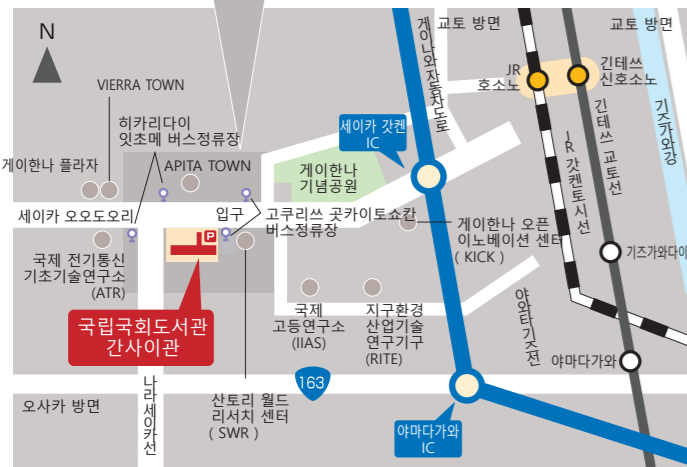 N
교토 방면
교토 방면
게이나와자동차도로
JR
호소노
긴테쓰
신호소노
VIERRA TOWN
히카리다이
잇초메 버스정류장
세이카 갓켄
IC
게이한나 플라자
APITA TOWN
게이한나
기념공원
JR 갓켄토시선
긴테쓰 교토선
기즈가와강
세이카 오오도오리
입구
고쿠리쓰 곳카이토쇼칸
버스정류장
P
게이한나 오픈
이노베이션 센터
( KICK )
국제 전기통신
기초기술연구소
(ATR)
기즈가와다이
국립국회도서관
간사이관
국제
고등연구소
(IIAS)
지구환경
산업기술
연구기구
(RITE)
야와타기즈선
야마다가와
163
오사카 방면
나라세이카선
산토리 월드
리서치 센터
( SWR )
야마다가와
IC